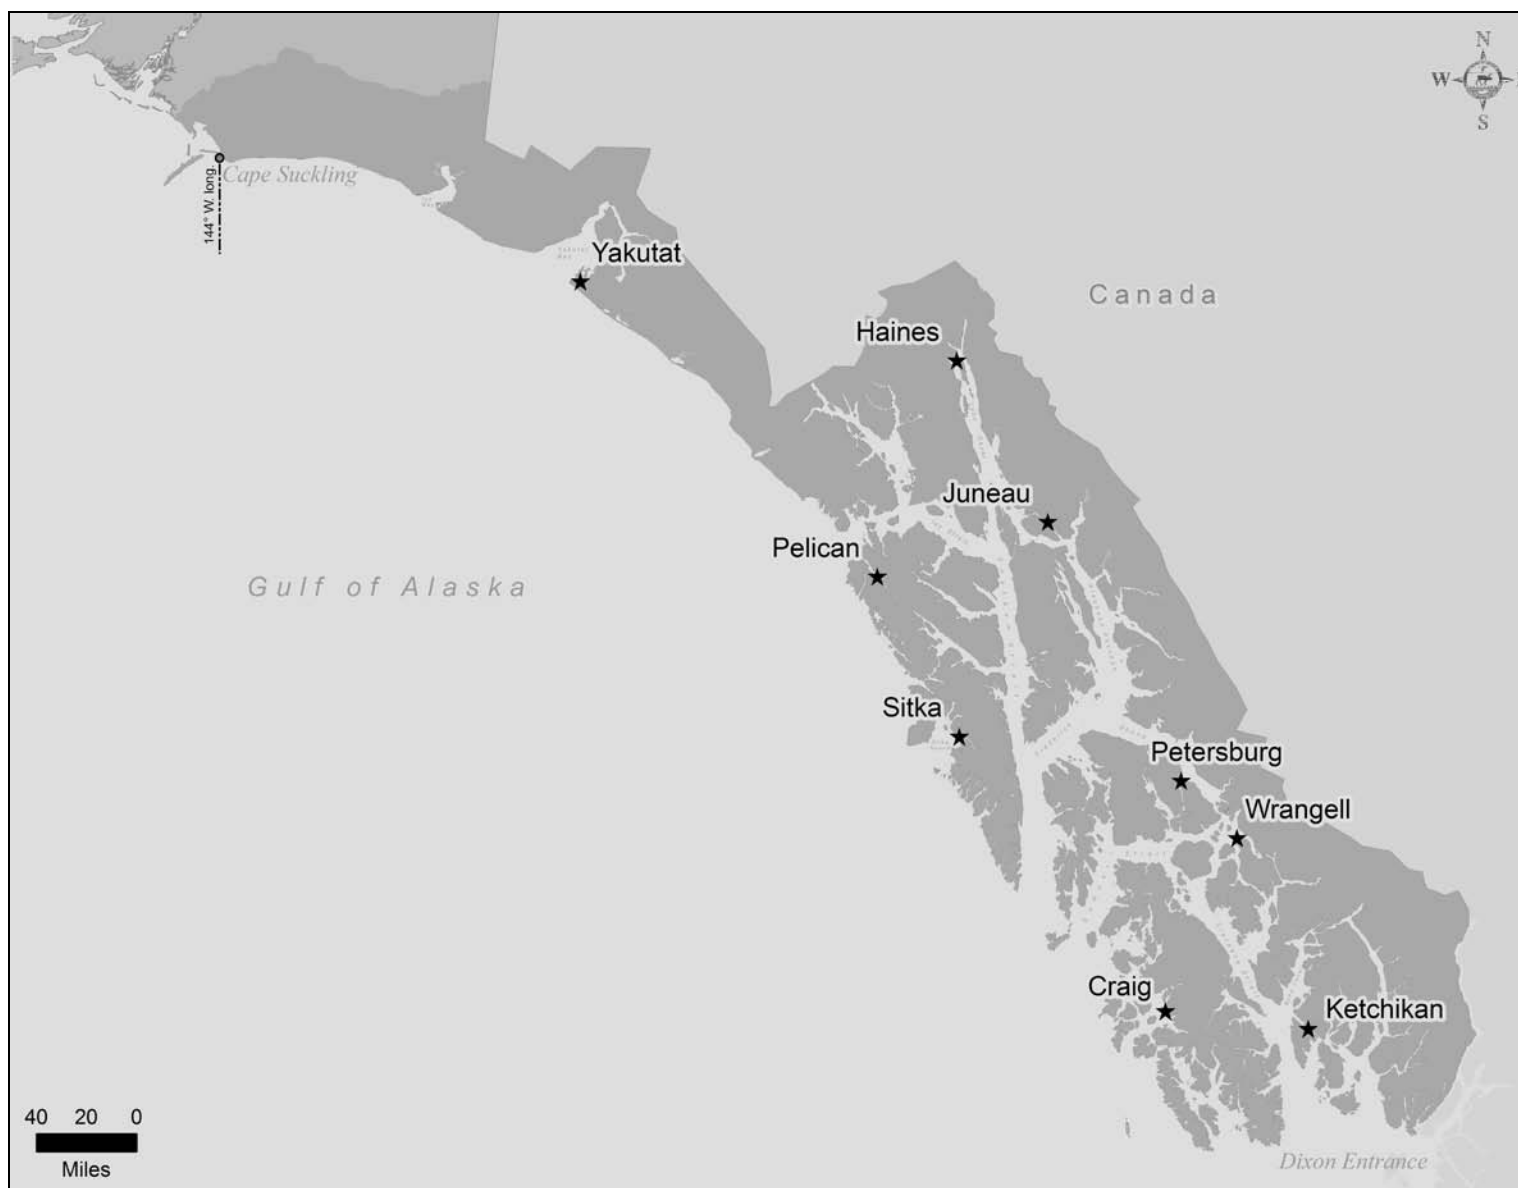 N
W
S
Cape Suckling
144° W. long.
Yakutat
Canada
Haines
Juneau
Pelican
Gulf of Alaska
Sitka
Petersburg
Wrangell
Craig
Ketchikan
40 20 0
Miles
Dixon Entrance